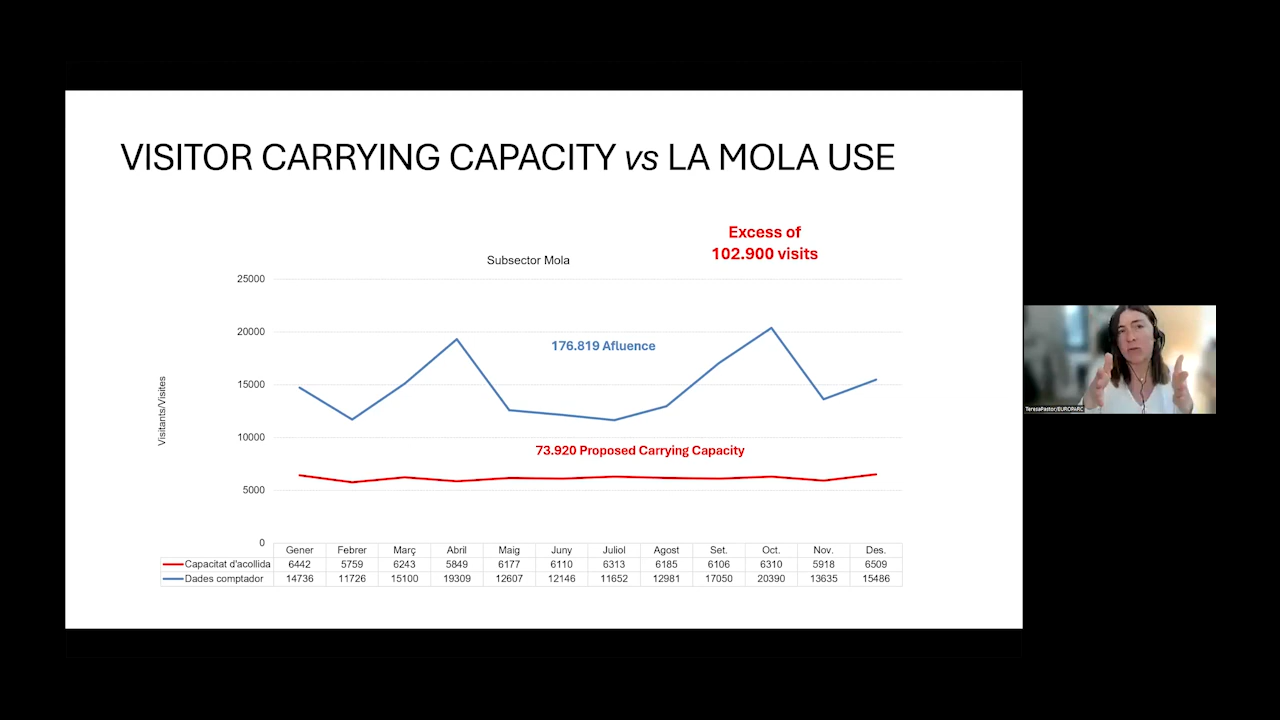 VISITOR CARRYING CAPACITY vs LA MOLA USE
Excess of
102.900 visits
Subsector Mola
25000
20000
15000
10000
5000
0
Visitants/Visites
176.819 Afluence
73.920 Proposed Carrying Capacity
Gener Febrer Març Abril Maig Juny Juliol Agost Set. Oct. Nov. Des.
Capacitat d'acollida 6442 5759 6243 5849 6177 6110 6313 6185 6106 6310 5918 6509
Dades comptador 14736 11726 15100 19309 12607 12146 11652 12981 17050 20390 13635 15486
TeresaPastor/EUROPARC